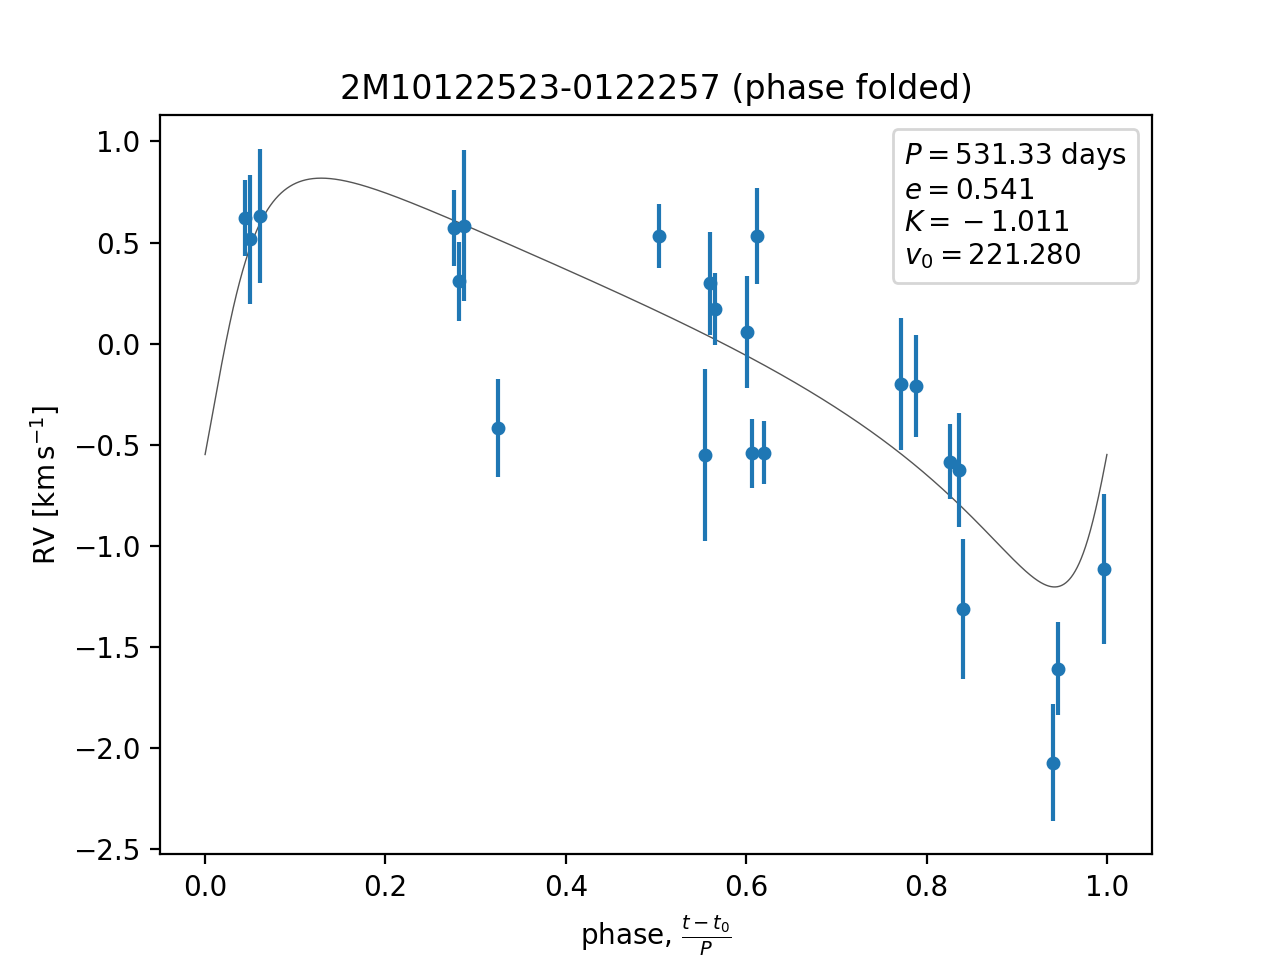 2M10122523-0122257 (phase folded)
P = 531.33 days
e = 0.541
K = −1.011
v₀ = 221.280
1.0
0.5
0.0
−0.5
−1.0
−1.5
−2.0
−2.5
RV [km s⁻¹]
0.0 0.2 0.4 0.6 0.8 1.0
phase, (t − t₀)/P